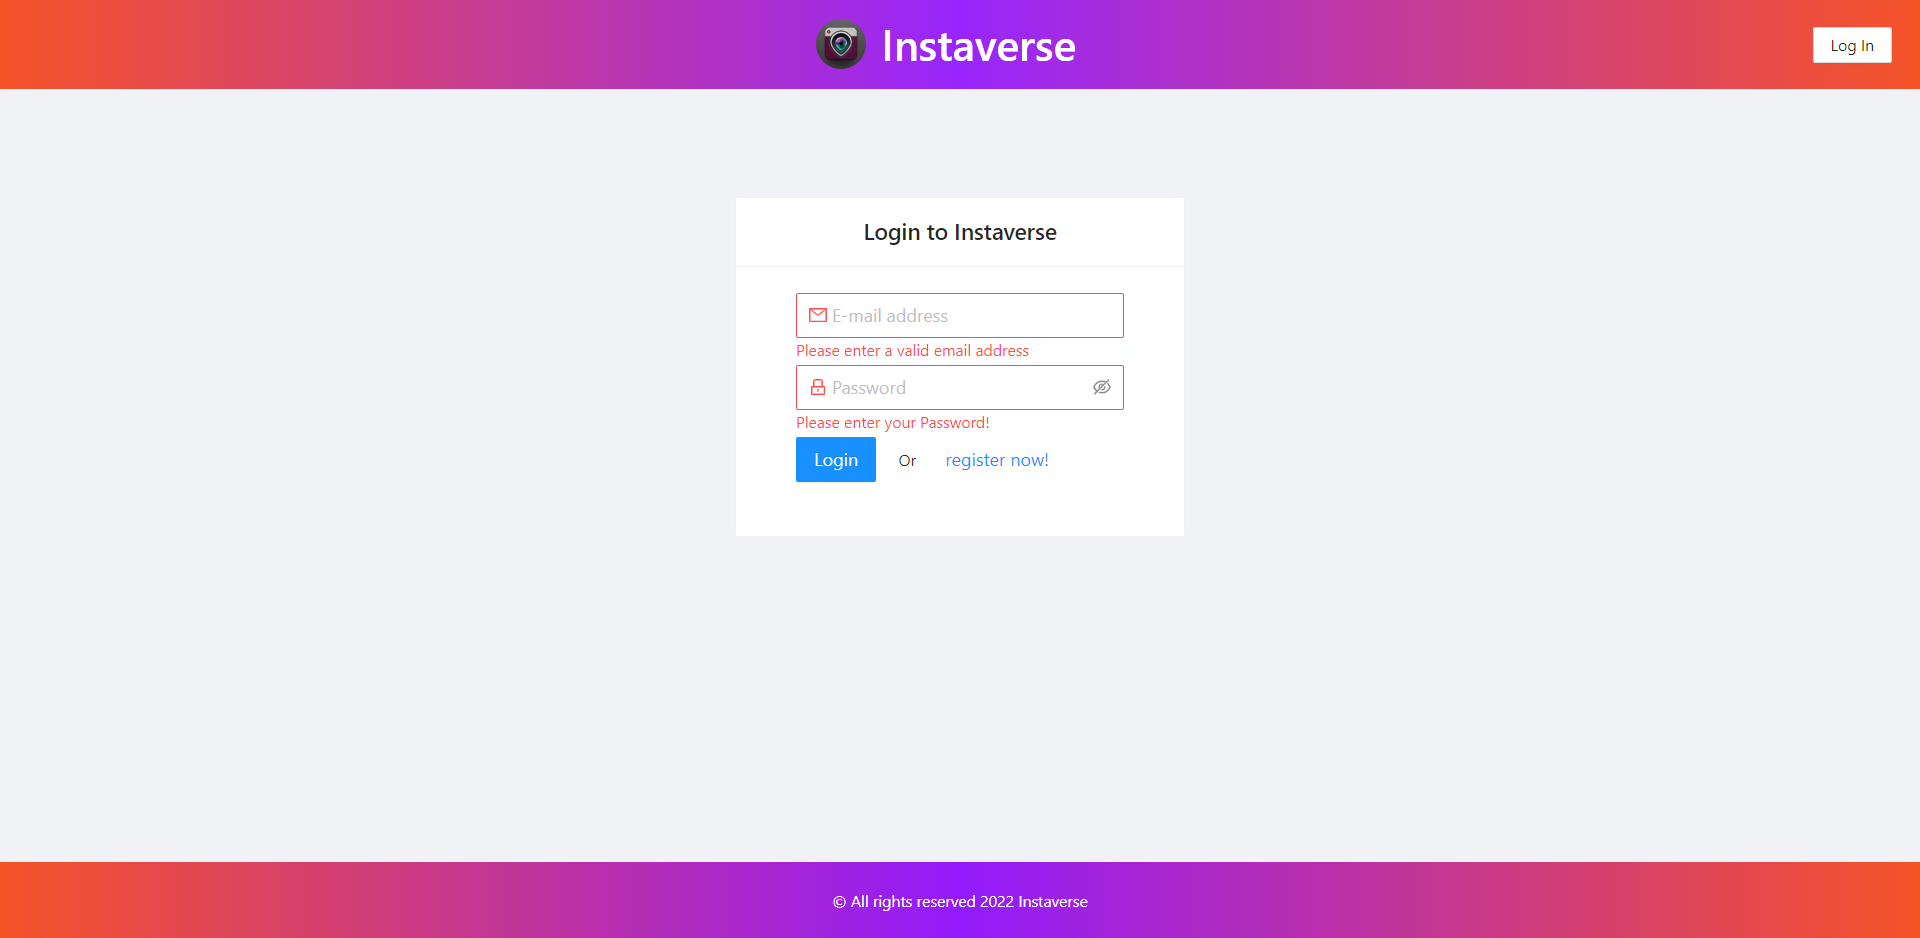 Instaverse
Log In
Login to Instaverse
E-mail address
Please enter a valid email address
Password
Please enter your Password!
Login Or register now!
© All rights reserved 2022 Instaverse